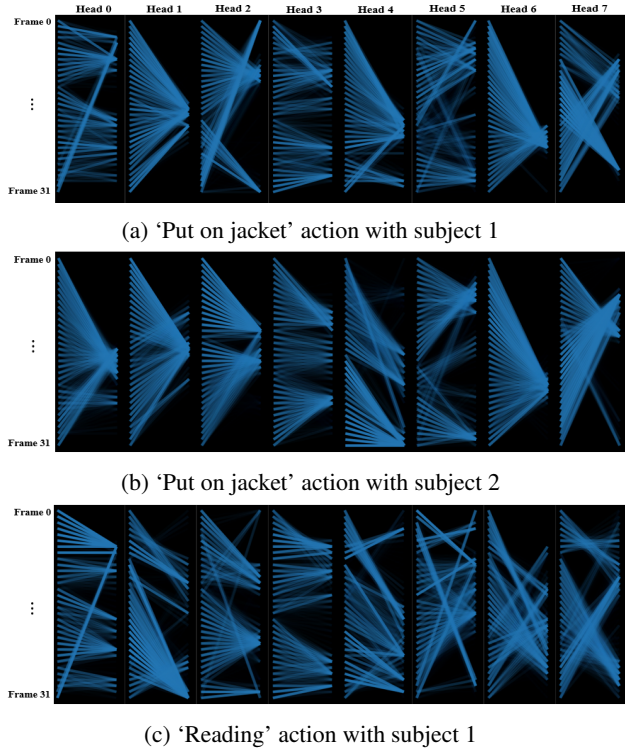 Head 0 Head 1 Head 2 Head 3 Head 4 Head 5 Head 6 Head 7
Frame 0
...
Frame 31
(a) ‘Put on jacket’ action with subject 1
Frame 0
...
Frame 31
(b) ‘Put on jacket’ action with subject 2
Frame 0
...
Frame 31
(c) ‘Reading’ action with subject 1